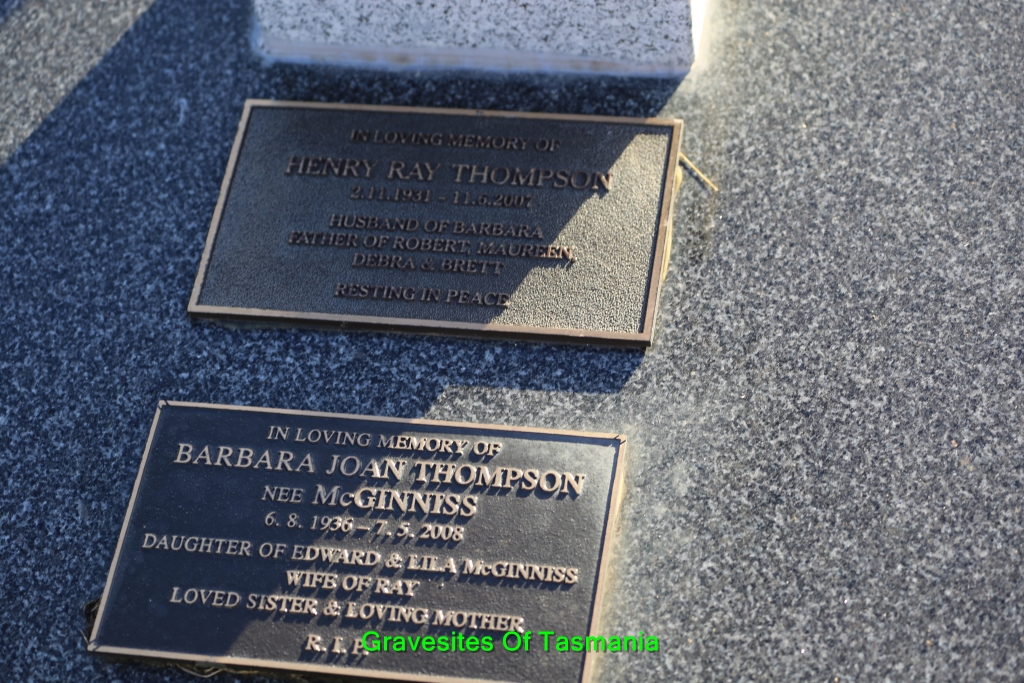 IN LOVING MEMORY OF
HENRY RAY THOMPSON
2.11.1931 - 11.5.2007
HUSBAND OF BARBARA
FATHER OF ROBERT, MAUREEN,
DEBRA & BRETT
RESTING IN PEACE
IN LOVING MEMORY OF
BARBARA JOAN THOMPSON
NEE McGINNISS
6. 8. 1936 – 7. 5. 2008
DAUGHTER OF EDWARD & LILA McGINNISS
WIFE OF RAY
LOVED SISTER & LOVING MOTHER
R. I. P.
Gravesites Of Tasmania